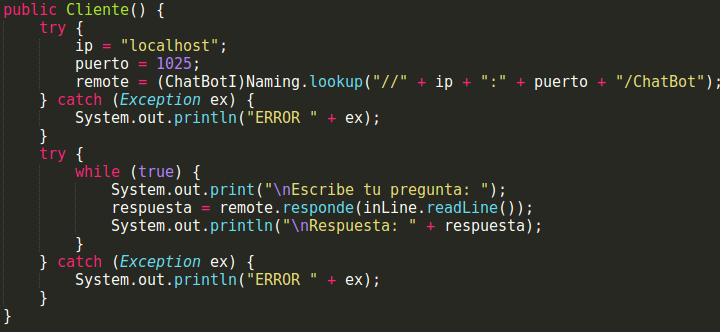 public Cliente() {
    try {
        ip = "localhost";
        puerto = 1025;
        remote = (ChatBotI)Naming.lookup("//" + ip + ":" + puerto + "/ChatBot");
    } catch (Exception ex) {
        System.out.println("ERROR " + ex);
    }
    try {
        while (true) {
            System.out.print("\nEscribe tu pregunta: ");
            respuesta = remote.responde(inLine.readLine());
            System.out.println("\nRespuesta: " + respuesta);
        }
    } catch (Exception ex) {
        System.out.println("ERROR " + ex);
    }
}